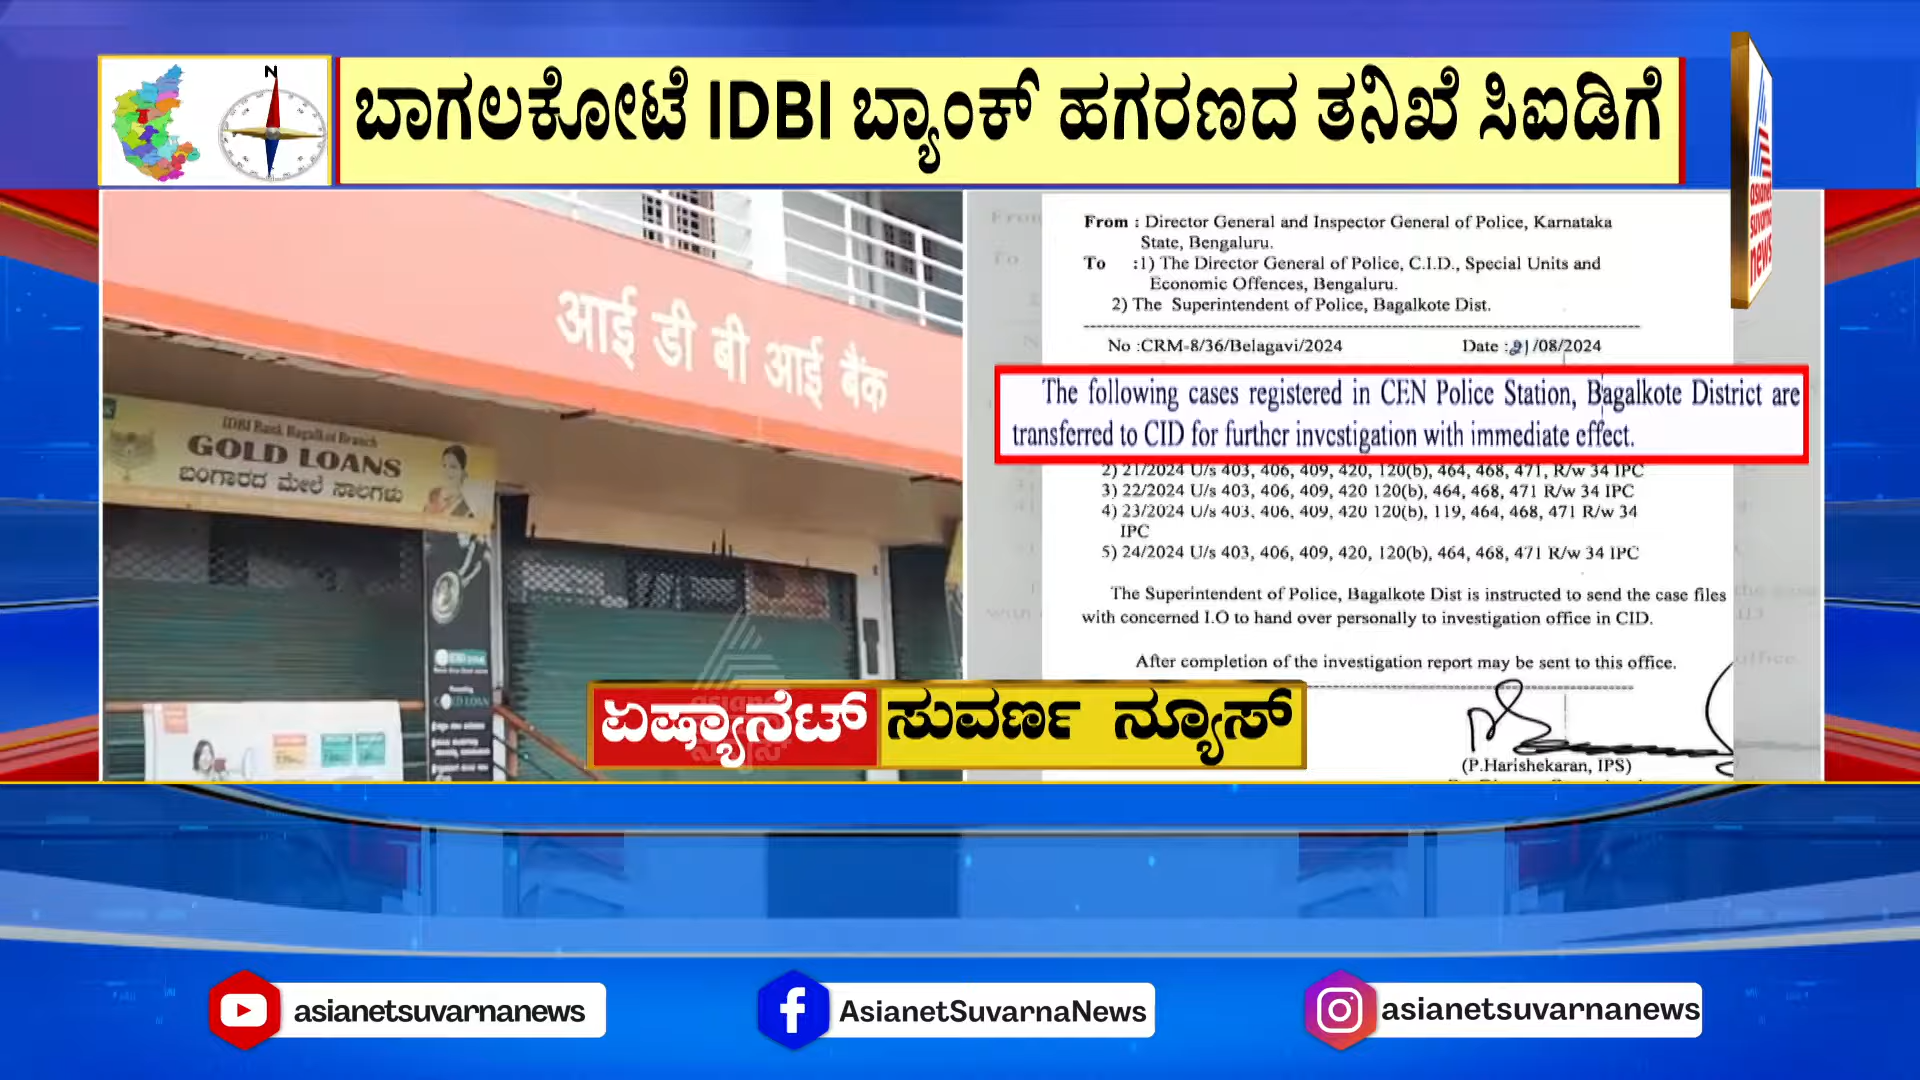 N
ಬಾಗಲಕೋಟೆ IDBI ಬ್ಯಾಂಕ್ ಹಗರಣದ ತನಿಖೆ ಸಿಐಡಿಗೆ
asianet
suvarna
news
आई डी बी आई बैंक
IDBI Bank Bagalkot Branch
GOLD LOANS
ಬಂಗಾರದ ಮೇಲೆ ಸಾಲಗಳು
GOLD LOAN
From : Director General and Inspector General of Police, Karnataka
State, Bengaluru.
To :1) The Director General of Police, C.I.D., Special Units and
Economic Offences, Bengaluru.
2) The Superintendent of Police, Bagalkote Dist.
No :CRM-8/36/Belagavi/2024 Date :21/08/2024
The following cases registered in CEN Police Station, Bagalkote District are
transferred to CID for further investigation with immediate effect.
2) 21/2024 U/s 403, 406, 409, 420, 120(b), 464, 468, 471, R/w 34 IPC
3) 22/2024 U/s 403, 406, 409, 420 120(b), 464, 468, 471 R/w 34 IPC
4) 23/2024 U/s 403, 406, 409, 420 120(b), 119, 464, 468, 471 R/w 34
IPC
5) 24/2024 U/s 403, 406, 409, 420, 120(b), 464, 468, 471 R/w 34 IPC
The Superintendent of Police, Bagalkote Dist is instructed to send the case files
with concerned I.O to hand over personally to investigation office in CID.
After completion of the investigation report may be sent to this office.
(P.Harishekaran, IPS)
ಏಷ್ಯಾನೆಟ್ ಸುವರ್ಣ ನ್ಯೂಸ್
asianetsuvarnanews
AsianetSuvarnaNews
asianetsuvarnanews